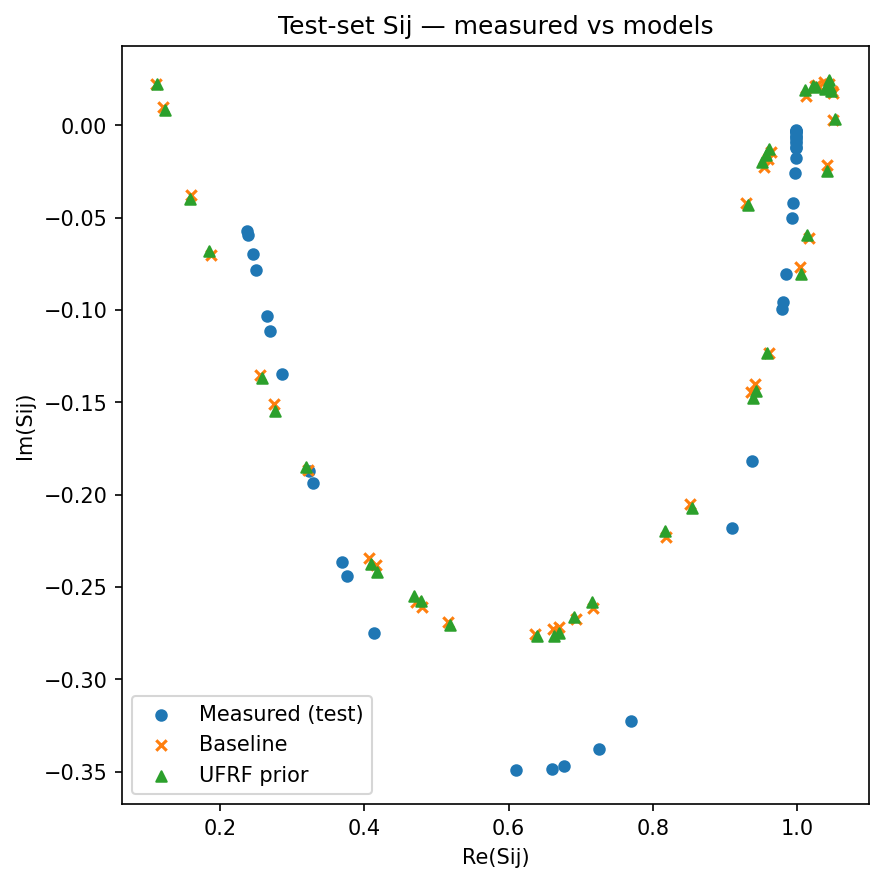 Test-set Sij — measured vs models
0.00
−0.05
−0.10
−0.15
−0.20
−0.25
−0.30
−0.35
Im(Sij)
Measured (test)
Baseline
UFRF prior
0.2 0.4 0.6 0.8 1.0
Re(Sij)